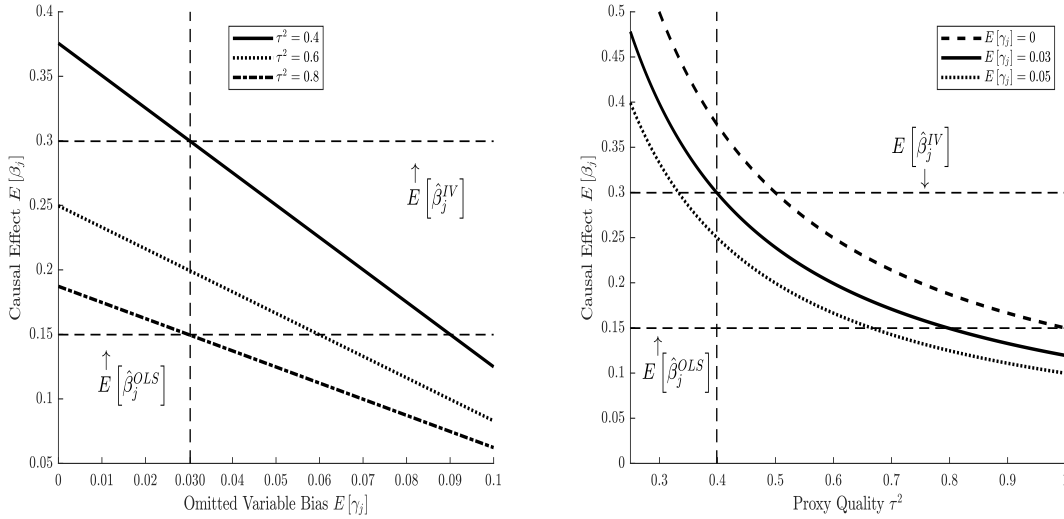 0.4
0.35
0.3
0.25
0.2
0.15
0.1
0.05
Causal Effect E[β_j]
τ² = 0.4
τ² = 0.6
τ² = 0.8
↑
E[β̂_j^{IV}]
↑
E[β̂_j^{OLS}]
0 0.01 0.02 0.030 0.04 0.05 0.06 0.07 0.08 0.09 0.1
Omitted Variable Bias E[γ_j]
0.5
0.45
0.4
0.35
0.3
0.25
0.2
0.15
0.1
0.05
0
Causal Effect E[β_j]
E[γ_j] = 0
E[γ_j] = 0.03
E[γ_j] = 0.05
E[β̂_j^{IV}]
↓
↑
E[β̂_j^{OLS}]
0.3 0.4 0.5 0.6 0.7 0.8 0.9
Proxy Quality τ²